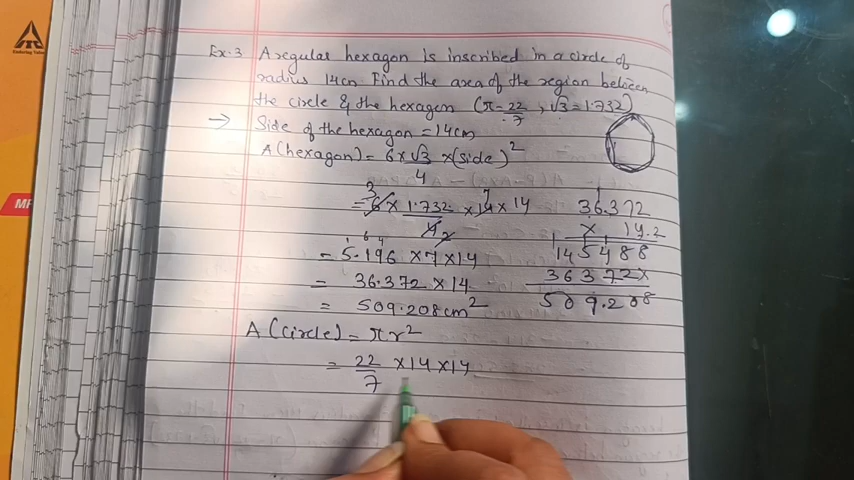 Ex.3 A regular hexagon is inscribed in a circle of
radius 14cm Find the area of the region between
the circle & the hexagon (π=22/7, √3=1.732)
→ Side of the hexagon = 14cm
A(hexagon) = 6×√3/4 ×(side)²
= 6 × 1.732/4 × 14 × 14
= 5.196 × 7 × 14
= 36.372 × 14
= 509.208 cm²
36.372
× 14
145488
36372×
509.208
A (circle) = πr²
= 22/7 ×14×14